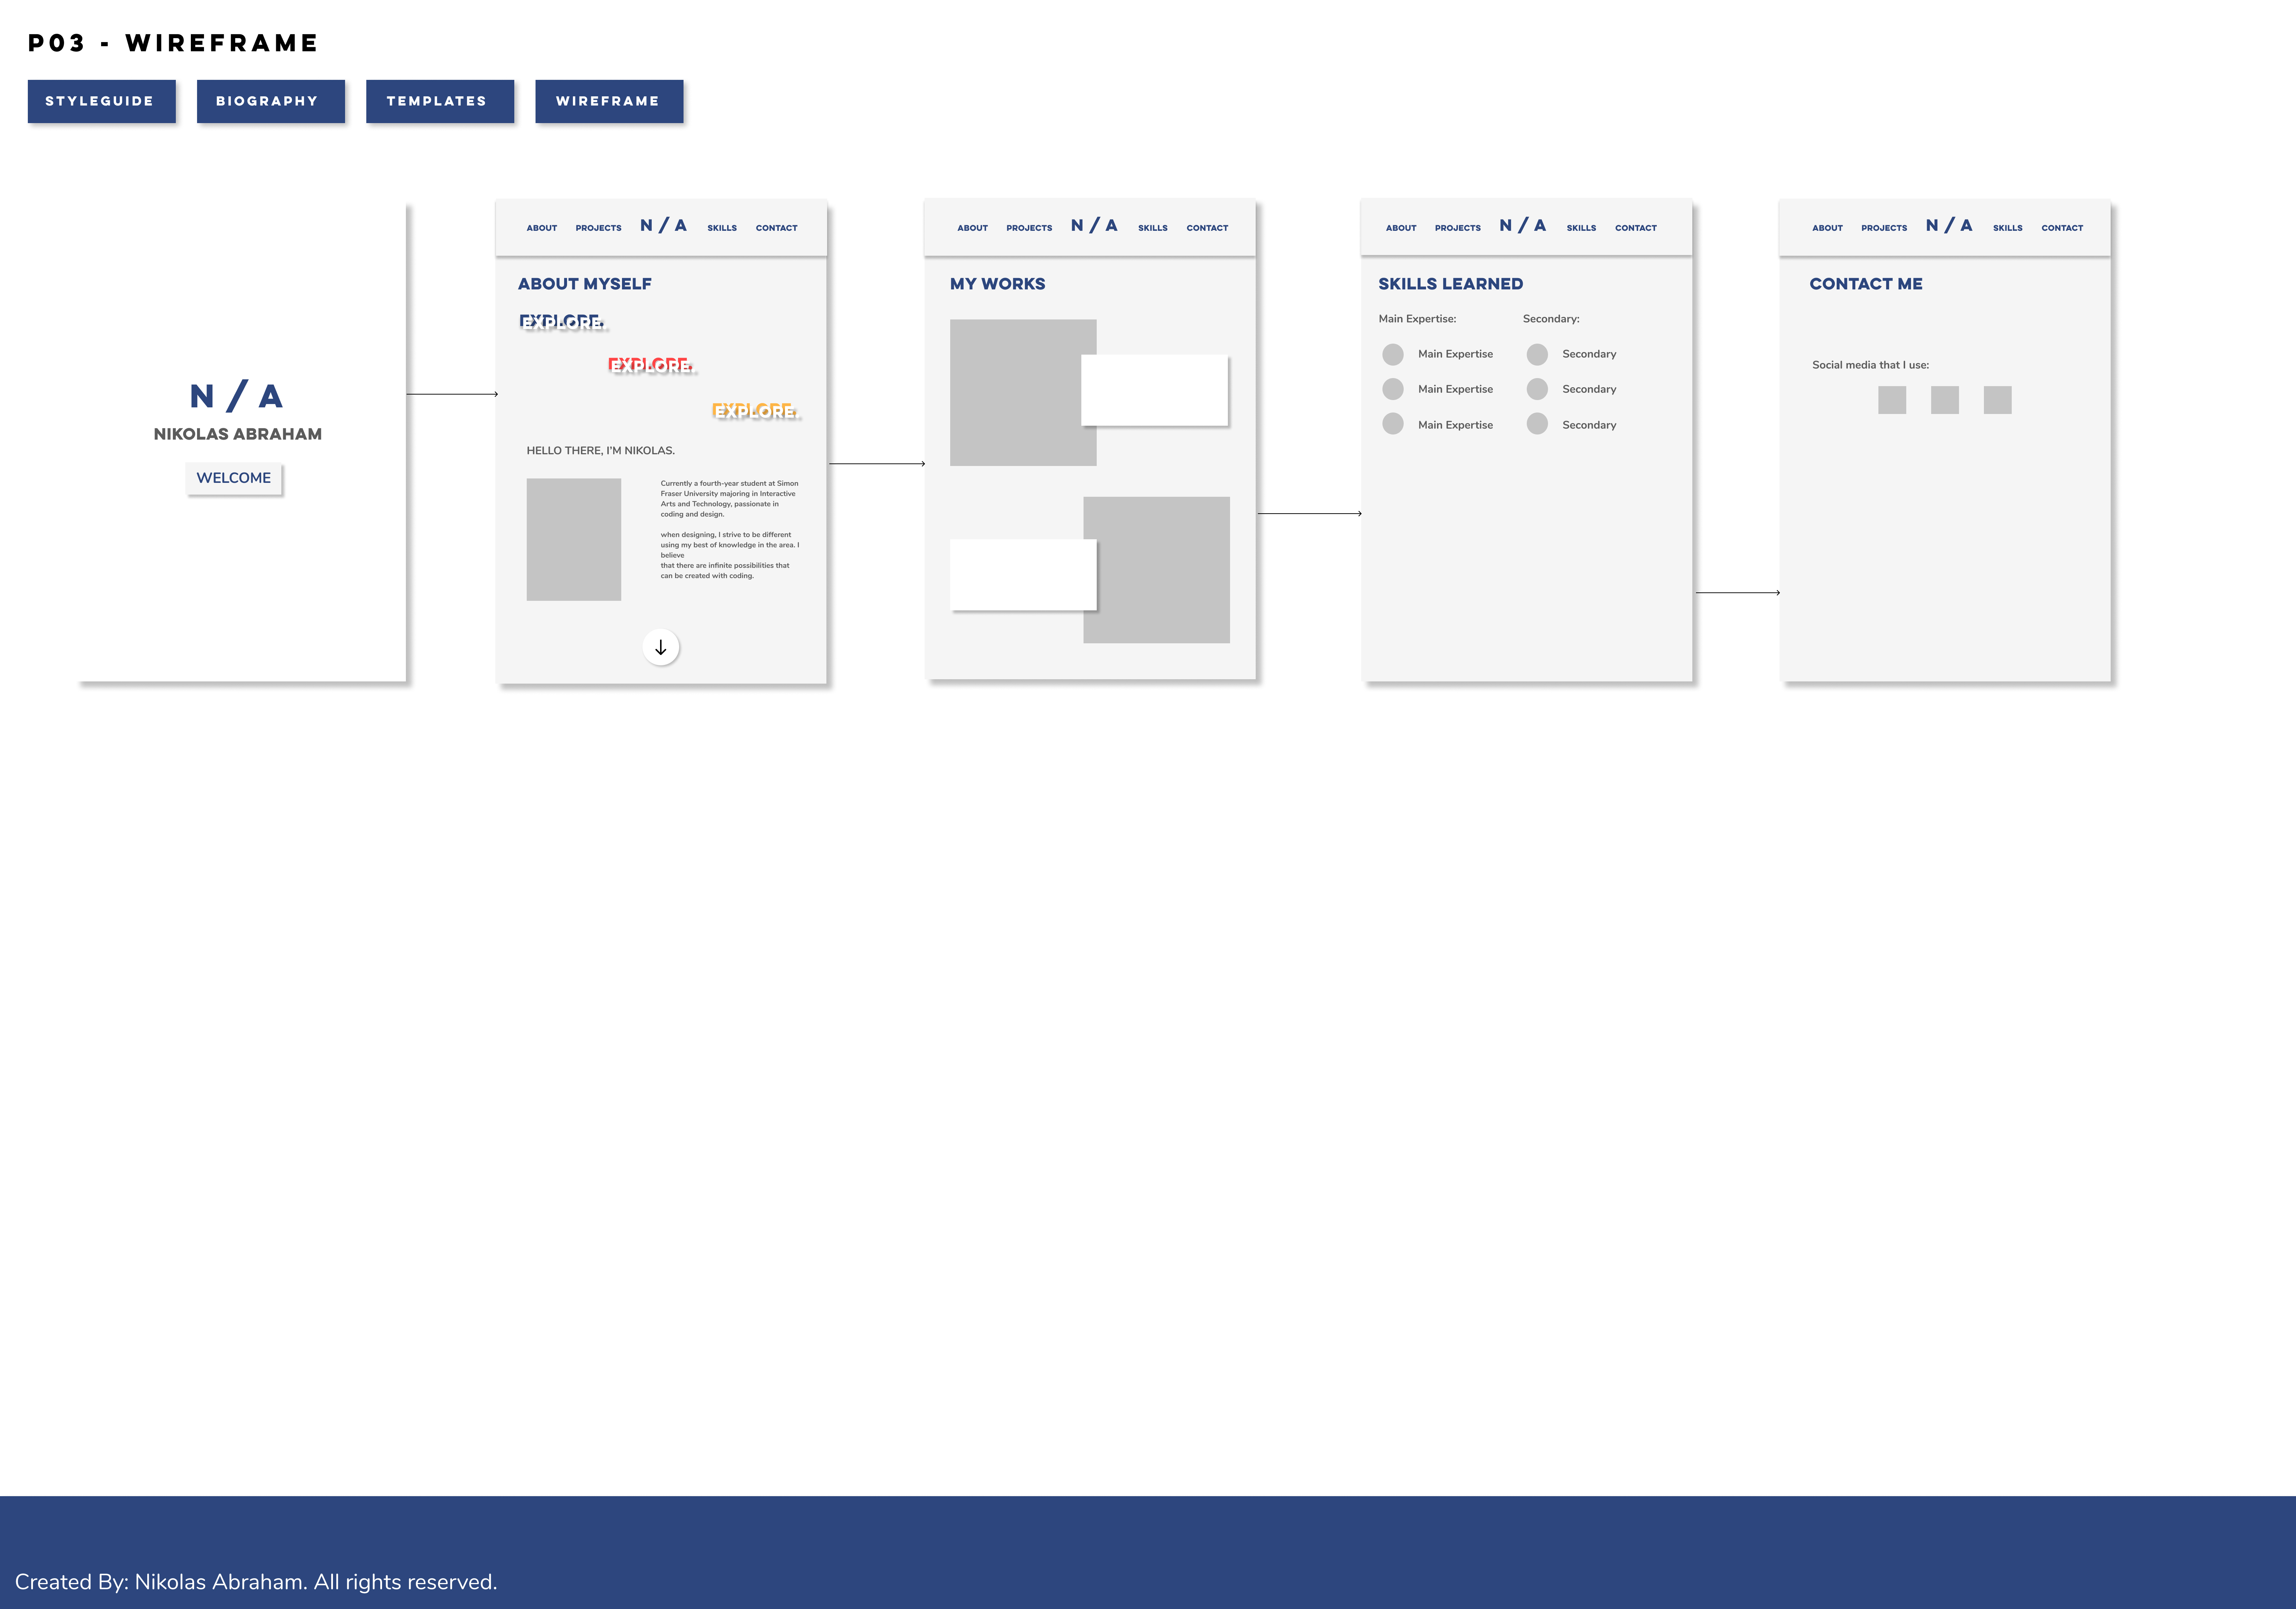 P03 - WIREFRAME
STYLEGUIDE BIOGRAPHY TEMPLATES WIREFRAME
N / A
NIKOLAS ABRAHAM
WELCOME
ABOUT PROJECTS N / A SKILLS CONTACT
ABOUT MYSELF
EXPLORE.
EXPLORE.
EXPLORE.
HELLO THERE, I'M NIKOLAS.
Currently a fourth-year student at Simon
Fraser University majoring in Interactive
Arts and Technology, passionate in
coding and design.
when designing, I strive to be different
using my best of knowledge in the area. I
believe
that there are infinite possibilities that
can be created with coding.
ABOUT PROJECTS N / A SKILLS CONTACT
MY WORKS
ABOUT PROJECTS N / A SKILLS CONTACT
SKILLS LEARNED
Main Expertise: Secondary:
Main Expertise Secondary
Main Expertise Secondary
Main Expertise Secondary
ABOUT PROJECTS N / A SKILLS CONTACT
CONTACT ME
Social media that I use:
Created By: Nikolas Abraham. All rights reserved.